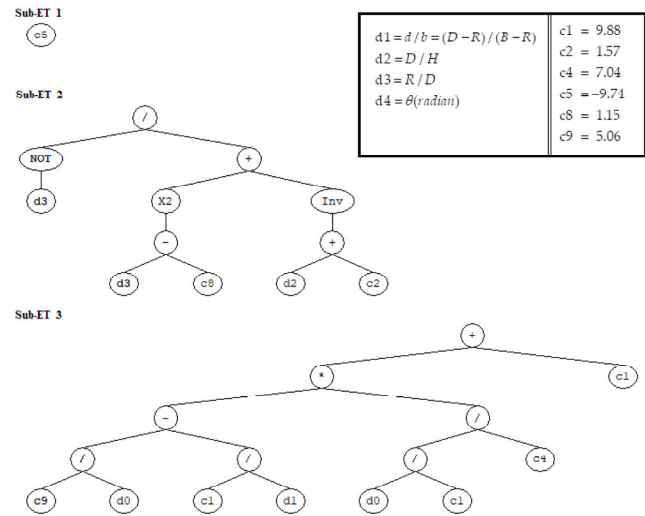 Sub-ET 1
c5
d1=d/b=(D-R)/(B-R)
d2=D/H
d3=R/D
d4=θ(radian)
c1 = 9.88
c2 = 1.57
c4 = 7.04
c5 =-9.74
c8 = 1.15
c9 = 5.06
Sub-ET 2
/
NOT +
d3 X2 Inv
- +
d3 c8 d2 c2
Sub-ET 3
+
* c1
- /
/ / / c4
c9 d0 c1 d1 d0 c1